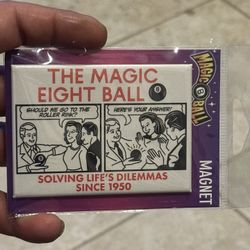 THE MAGIC
EIGHT BALL
8
SHOULD WE GO TO THE
ROLLER RINK?
HERE'S YOUR ANSWER!
SOLVING LIFE'S DILEMMAS
SINCE 1950
MAGIC 8 BALL
MAGNET